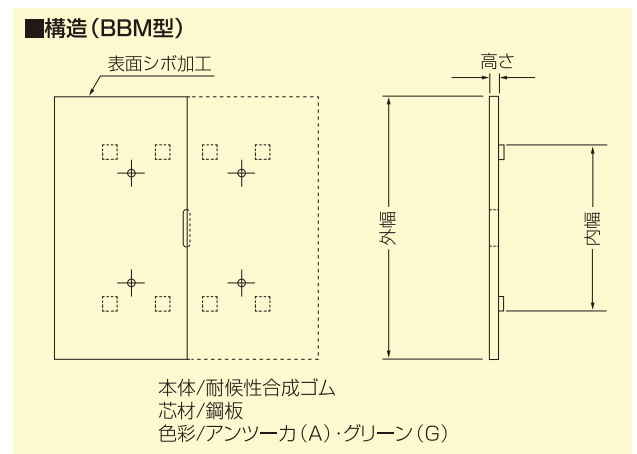 ■構造（BBM型）
表面シボ加工
高さ
外幅
内幅
本体/耐候性合成ゴム
芯材/鋼板
色彩/アンツーカ（A）・グリーン（G）